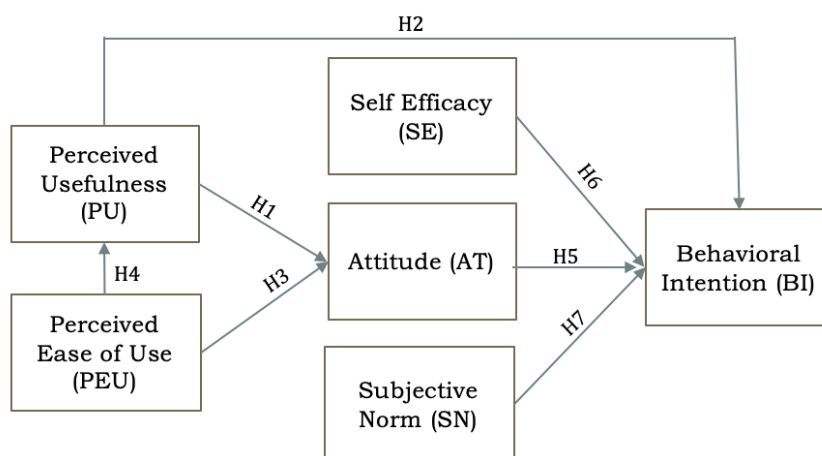 H2
Self Efficacy
(SE)
Perceived
Usefulness
(PU)
H1
H6
Attitude (AT)
H5
Behavioral
Intention (BI)
H4
H3
Perceived
Ease of Use
(PEU)
H7
Subjective
Norm (SN)